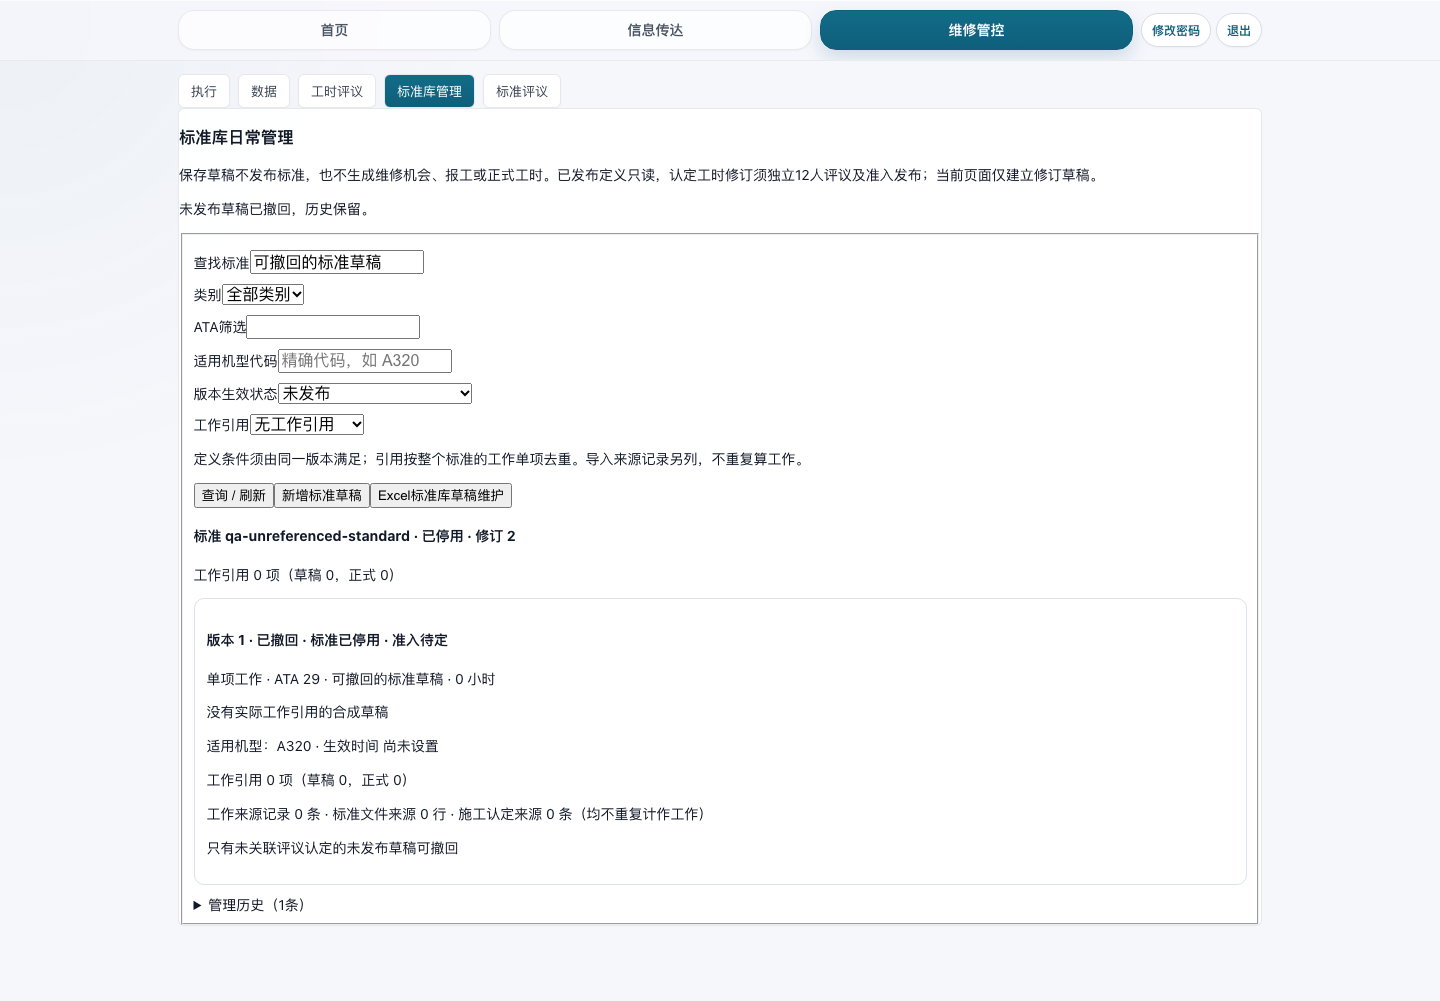 首页
信息传达
维修管控
修改密码
退出
执行
数据
工时评议
标准库管理
标准评议
标准库日常管理
保存草稿不发布标准，也不生成维修机会、报工或正式工时。已发布定义只读，认定工时修订须独立12人评议及准入发布；当前页面仅建立修订草稿。
未发布草稿已撤回，历史保留。
查找标准 可撤回的标准草稿
类别 全部类别
ATA筛选
适用机型代码 精确代码，如 A320
版本生效状态 未发布
工作引用 无工作引用
定义条件须由同一版本满足；引用按整个标准的工作单项去重。导入来源记录另列，不重复算工作。
查询 / 刷新 新增标准草稿 Excel标准库草稿维护
标准 qa-unreferenced-standard · 已停用 · 修订 2
工作引用 0 项（草稿 0，正式 0）
版本 1 · 已撤回 · 标准已停用 · 准入待定
单项工作 · ATA 29 · 可撤回的标准草稿 · 0 小时
没有实际工作引用的合成草稿
适用机型：A320 · 生效时间 尚未设置
工作引用 0 项（草稿 0，正式 0）
工作来源记录 0 条 · 标准文件来源 0 行 · 施工认定来源 0 条（均不重复计作工作）
只有未关联评议认定的未发布草稿可撤回
▶ 管理历史（1条）